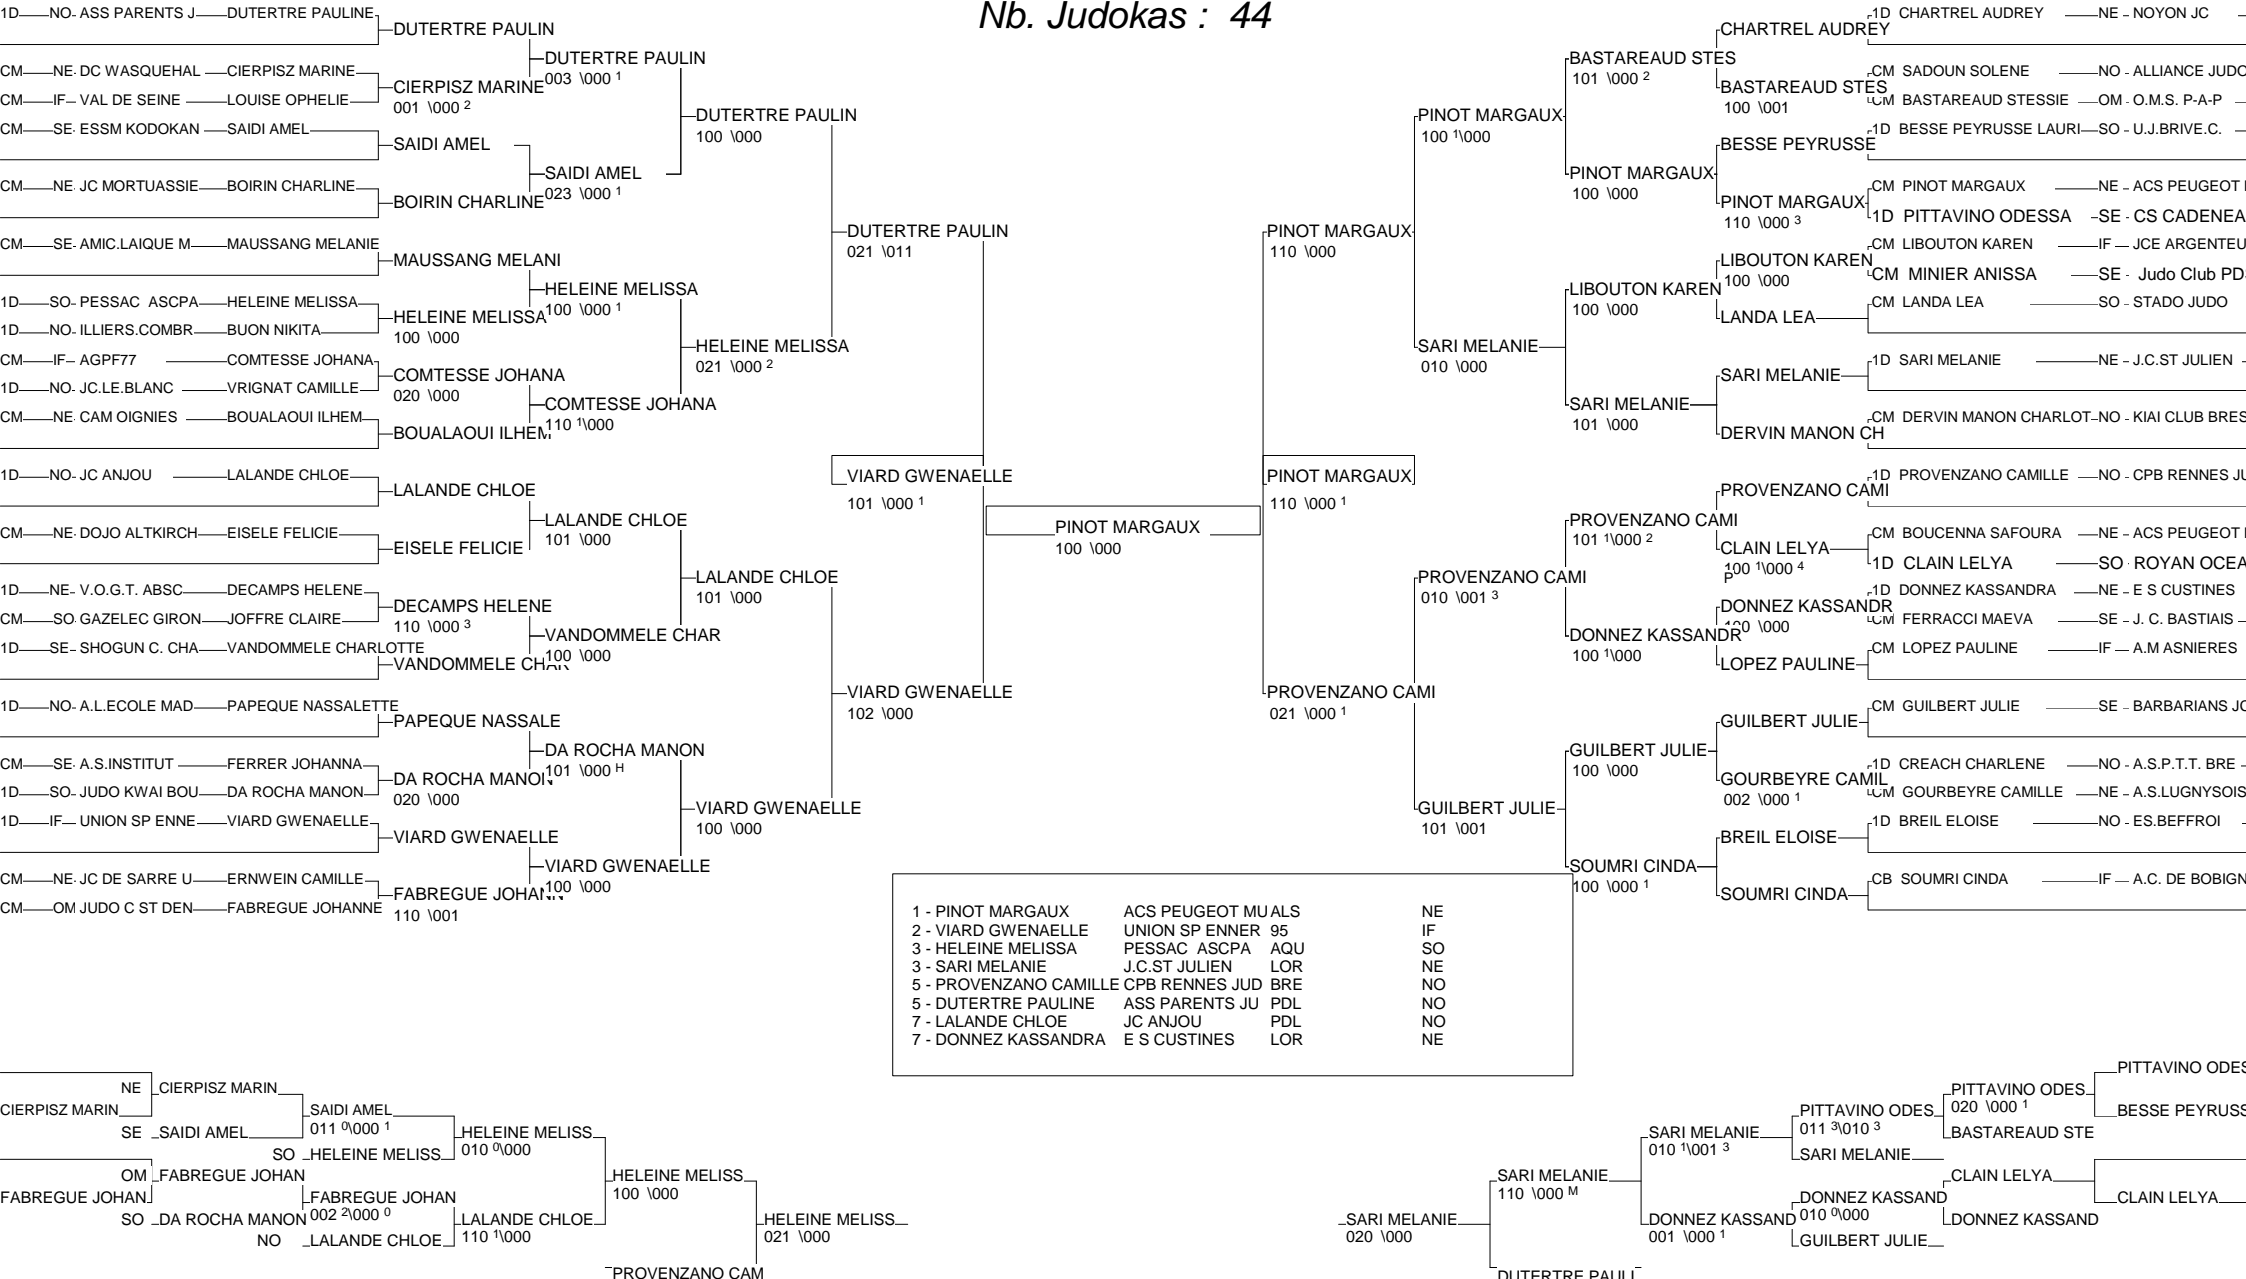 Nb. Judokas : 44
1D NO- ASS PARENTS J DUTERTRE PAULINE
DUTERTRE PAULIN
DUTERTRE PAULIN
003 \000 1
CM NE- DC WASQUEHAL CIERPISZ MARINE
CIERPISZ MARINE
001 \000 2
CM IF- VAL DE SEINE LOUISE OPHELIE
DUTERTRE PAULIN
100 \000
CM SE- ESSM KODOKAN SAIDI AMEL
SAIDI AMEL
SAIDI AMEL
023 \000 1
CM NE- JC MORTUASSIE BOIRIN CHARLINE
BOIRIN CHARLINE
DUTERTRE PAULIN
021 \011
CM SE- AMIC.LAIQUE M MAUSSANG MELANIE
MAUSSANG MELANI
HELEINE MELISSA
100 \000 1
1D SO- PESSAC ASCPA HELEINE MELISSA
HELEINE MELISSA
100 \000
1D NO- ILLIERS.COMBR BUON NIKITA
HELEINE MELISSA
021 \000 2
CM IF- AGPF77 COMTESSE JOHANA
COMTESSE JOHANA
020 \000
1D NO- JC.LE.BLANC VRIGNAT CAMILLE
COMTESSE JOHANA
110 1\000
CM NE- CAM OIGNIES BOUALAOUI ILHEM
BOUALAOUI ILHEM
VIARD GWENAELLE
101 \000 1
1D NO- JC ANJOU LALANDE CHLOE
LALANDE CHLOE
LALANDE CHLOE
101 \000
CM NE- DOJO ALTKIRCH EISELE FELICIE
EISELE FELICIE
LALANDE CHLOE
101 \000
1D NE- V.O.G.T. ABSC DECAMPS HELENE
DECAMPS HELENE
110 \000 3
CM SO- GAZELEC GIRON JOFFRE CLAIRE
VANDOMMELE CHAR
100 \000
1D SE- SHOGUN C. CHA VANDOMMELE CHARLOTTE
VANDOMMELE CHAR
VIARD GWENAELLE
102 \000
1D NO- A.L.ECOLE MAD PAPEQUE NASSALETTE
PAPEQUE NASSALE
DA ROCHA MANON
101 \000 H
CM SE- A.S.INSTITUT FERRER JOHANNA
DA ROCHA MANON
020 \000
1D SO- JUDO KWAI BOU DA ROCHA MANON
VIARD GWENAELLE
100 \000
1D IF- UNION SP ENNE VIARD GWENAELLE
VIARD GWENAELLE
VIARD GWENAELLE
100 \000
CM NE- JC DE SARRE U ERNWEIN CAMILLE
FABREGUE JOHANN
110 \001
CM OM JUDO C ST DEN FABREGUE JOHANNE
PINOT MARGAUX
100 \000
1D CHARTREL AUDREY NE - NOYON JC
CHARTREL AUDREY
BASTAREAUD STES
101 \000 2
CM SADOUN SOLENE NO - ALLIANCE JUDO
BASTAREAUD STES
100 \001
CM BASTAREAUD STESSIE OM - O.M.S. P-A-P
PINOT MARGAUX
100 1\000
1D BESSE PEYRUSSE LAURI SO - U.J.BRIVE.C.
BESSE PEYRUSSE
PINOT MARGAUX
100 \000
CM PINOT MARGAUX NE - ACS PEUGEOT
PINOT MARGAUX
110 \000 3
1D PITTAVINO ODESSA SE - CS CADENEA
PINOT MARGAUX
110 \000
CM LIBOUTON KAREN IF - JCE ARGENTEU
LIBOUTON KAREN
100 \000
CM MINIER ANISSA SE - Judo Club PD
LIBOUTON KAREN
100 \000
CM LANDA LEA SO - STADO JUDO
LANDA LEA
SARI MELANIE
010 \000
1D SARI MELANIE NE - J.C.ST JULIEN
SARI MELANIE
SARI MELANIE
101 \000
CM DERVIN MANON CHARLOT NO - KIAI CLUB BRES
DERVIN MANON CH
PINOT MARGAUX
110 \000 1
1D PROVENZANO CAMILLE NO - CPB RENNES JU
PROVENZANO CAMI
PROVENZANO CAMI
101 1\000 2
CM BOUCENNA SAFOURA NE - ACS PEUGEOT
CLAIN LELYA
100 1\000 4
P
1D CLAIN LELYA SO - ROYAN OCEA
PROVENZANO CAMI
010 \001 3
1D DONNEZ KASSANDRA NE - E S CUSTINES
DONNEZ KASSANDR
100 \000
CM FERRACCI MAEVA SE - J. C. BASTIAIS
DONNEZ KASSANDR
100 1\000
CM LOPEZ PAULINE IF - A.M ASNIERES
LOPEZ PAULINE
PROVENZANO CAMI
021 \000 1
CM GUILBERT JULIE SE - BARBARIANS JC
GUILBERT JULIE
GUILBERT JULIE
100 \000
1D CREACH CHARLENE NO - A.S.P.T.T. BRE
GOURBEYRE CAMIL
002 \000 1
CM GOURBEYRE CAMILLE NE - A.S.LUGNYSOIS
GUILBERT JULIE
101 \001
1D BREIL ELOISE NO - ES.BEFFROI
BREIL ELOISE
SOUMRI CINDA
100 \000 1
CB SOUMRI CINDA IF - A.C. DE BOBIGN
SOUMRI CINDA
1 - PINOT MARGAUX ACS PEUGEOT MU ALS NE
2 - VIARD GWENAELLE UNION SP ENNER 95 IF
3 - HELEINE MELISSA PESSAC ASCPA AQU SO
3 - SARI MELANIE J.C.ST JULIEN LOR NE
5 - PROVENZANO CAMILLE CPB RENNES JUD BRE NO
5 - DUTERTRE PAULINE ASS PARENTS JU PDL NO
7 - LALANDE CHLOE JC ANJOU PDL NO
7 - DONNEZ KASSANDRA E S CUSTINES LOR NE
NE CIERPISZ MARIN
CIERPISZ MARIN
SAIDI AMEL
011 0\000 1
SE SAIDI AMEL
HELEINE MELISS
010 0\000
SO HELEINE MELISS
OM FABREGUE JOHAN
HELEINE MELISS
100 \000
FABREGUE JOHAN
FABREGUE JOHAN
002 2\000 0
SO DA ROCHA MANON
LALANDE CHLOE
110 1\000
NO LALANDE CHLOE
HELEINE MELISS
021 \000
PROVENZANO CAM
PITTAVINO ODES
PITTAVINO ODES
020 \000 1
BESSE PEYRUSS
PITTAVINO ODES
011 3\010 3
BASTAREAUD STE
SARI MELANIE
010 1\001 3
SARI MELANIE
SARI MELANIE
110 \000 M
CLAIN LELYA
CLAIN LELYA
DONNEZ KASSAND
010 0\000
DONNEZ KASSAND
DONNEZ KASSAND
001 \000 1
GUILBERT JULIE
SARI MELANIE
020 \000
DUTERTRE PAULI